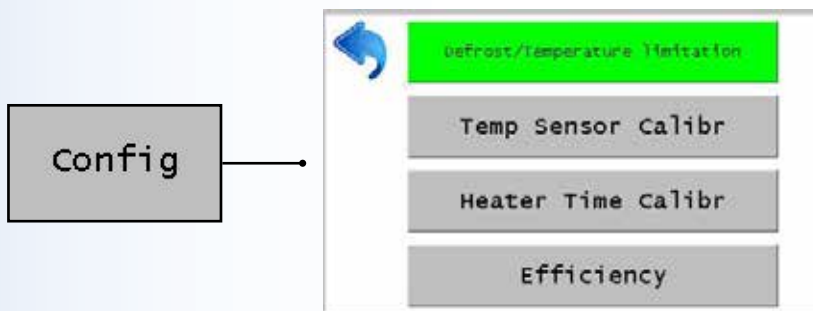 Config
Defrost/Temperature limitation
Temp Sensor Calibr
Heater Time Calibr
Efficiency